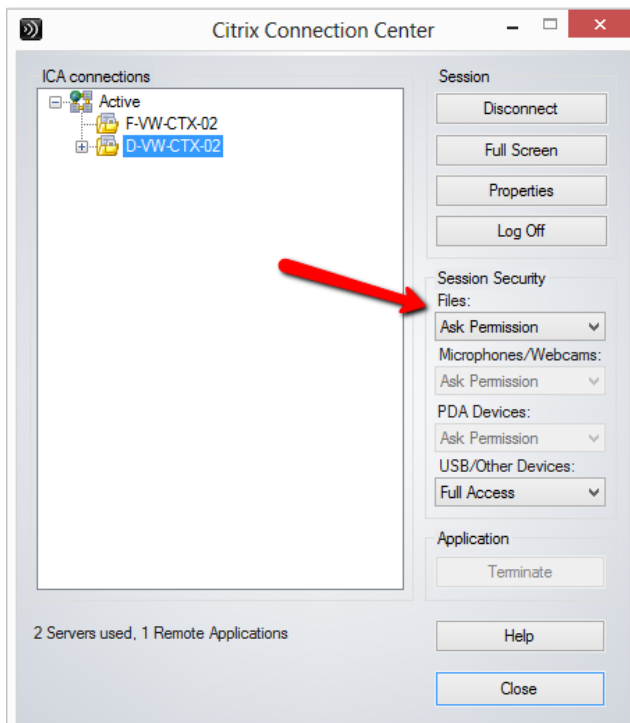 Citrix Connection Center
ICA connections
Active
F-VW-CTX-02
D-VW-CTX-02
Session
Disconnect
Full Screen
Properties
Log Off
Session Security
Files:
Ask Permission
Microphones/Webcams:
Ask Permission
PDA Devices:
Ask Permission
USB/Other Devices:
Full Access
Application
Terminate
2 Servers used, 1 Remote Applications
Help
Close